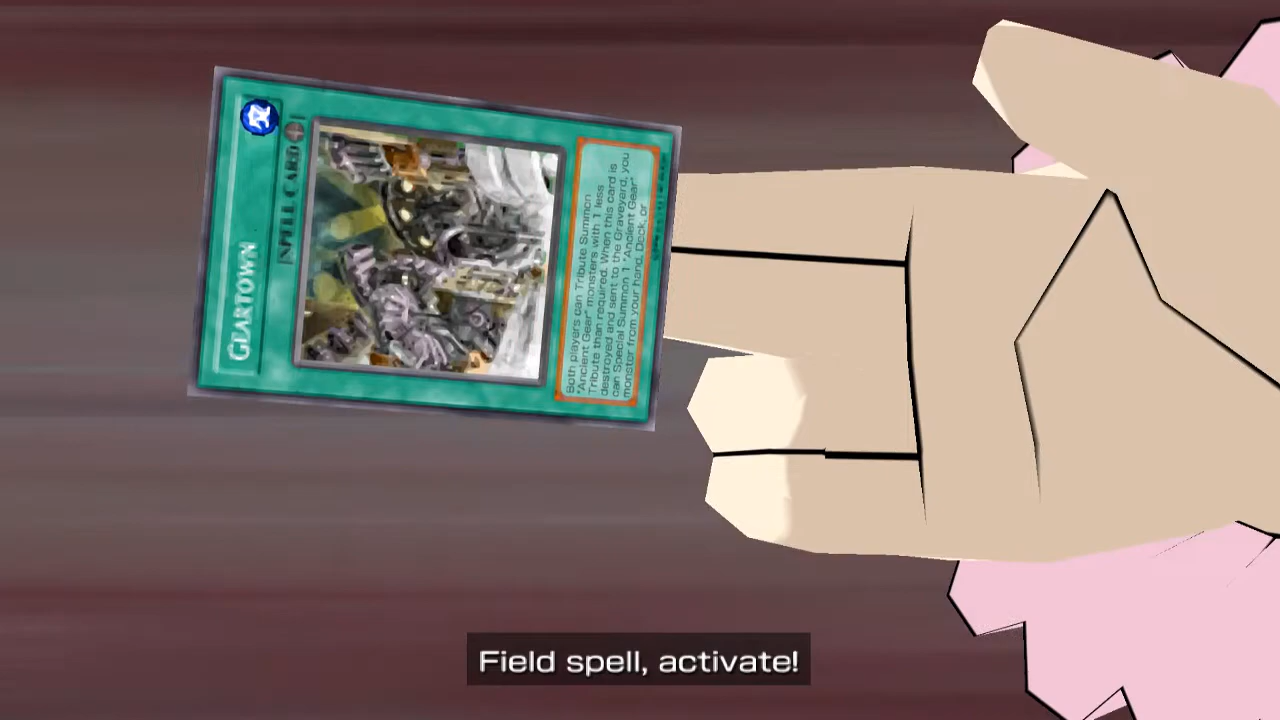 GEARTOWN
[SPELL CARD
Both players can Tribute Summon
"Ancient Gear" monsters with 1 less
Tribute than required. When this card is
destroyed and sent to the Graveyard, you
can Special Summon 1 "Ancient Gear"
monster from your hand, Deck, or
Field spell, activate!